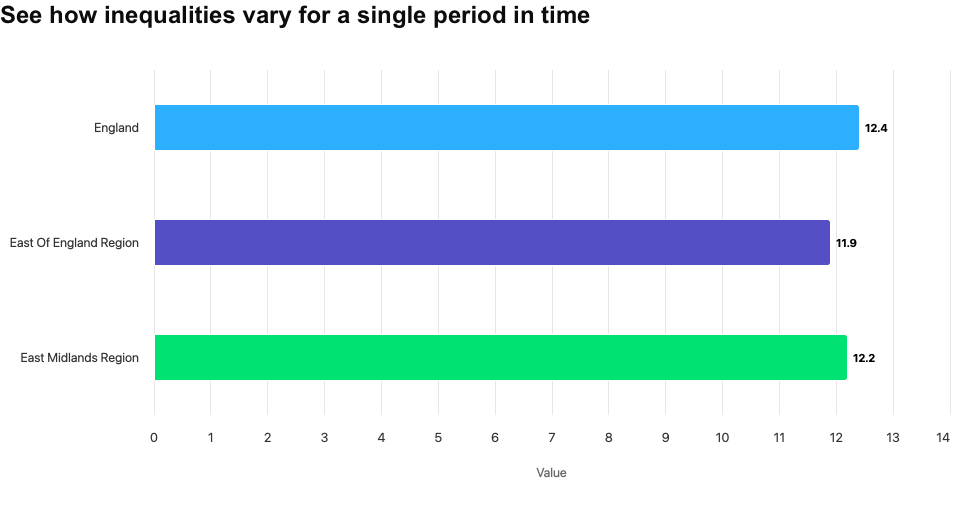 See how inequalities vary for a single period in time
England
12.4
East Of England Region
11.9
East Midlands Region
12.2
0 1 2 3 4 5 6 7 8 9 10 11 12 13 14
Value